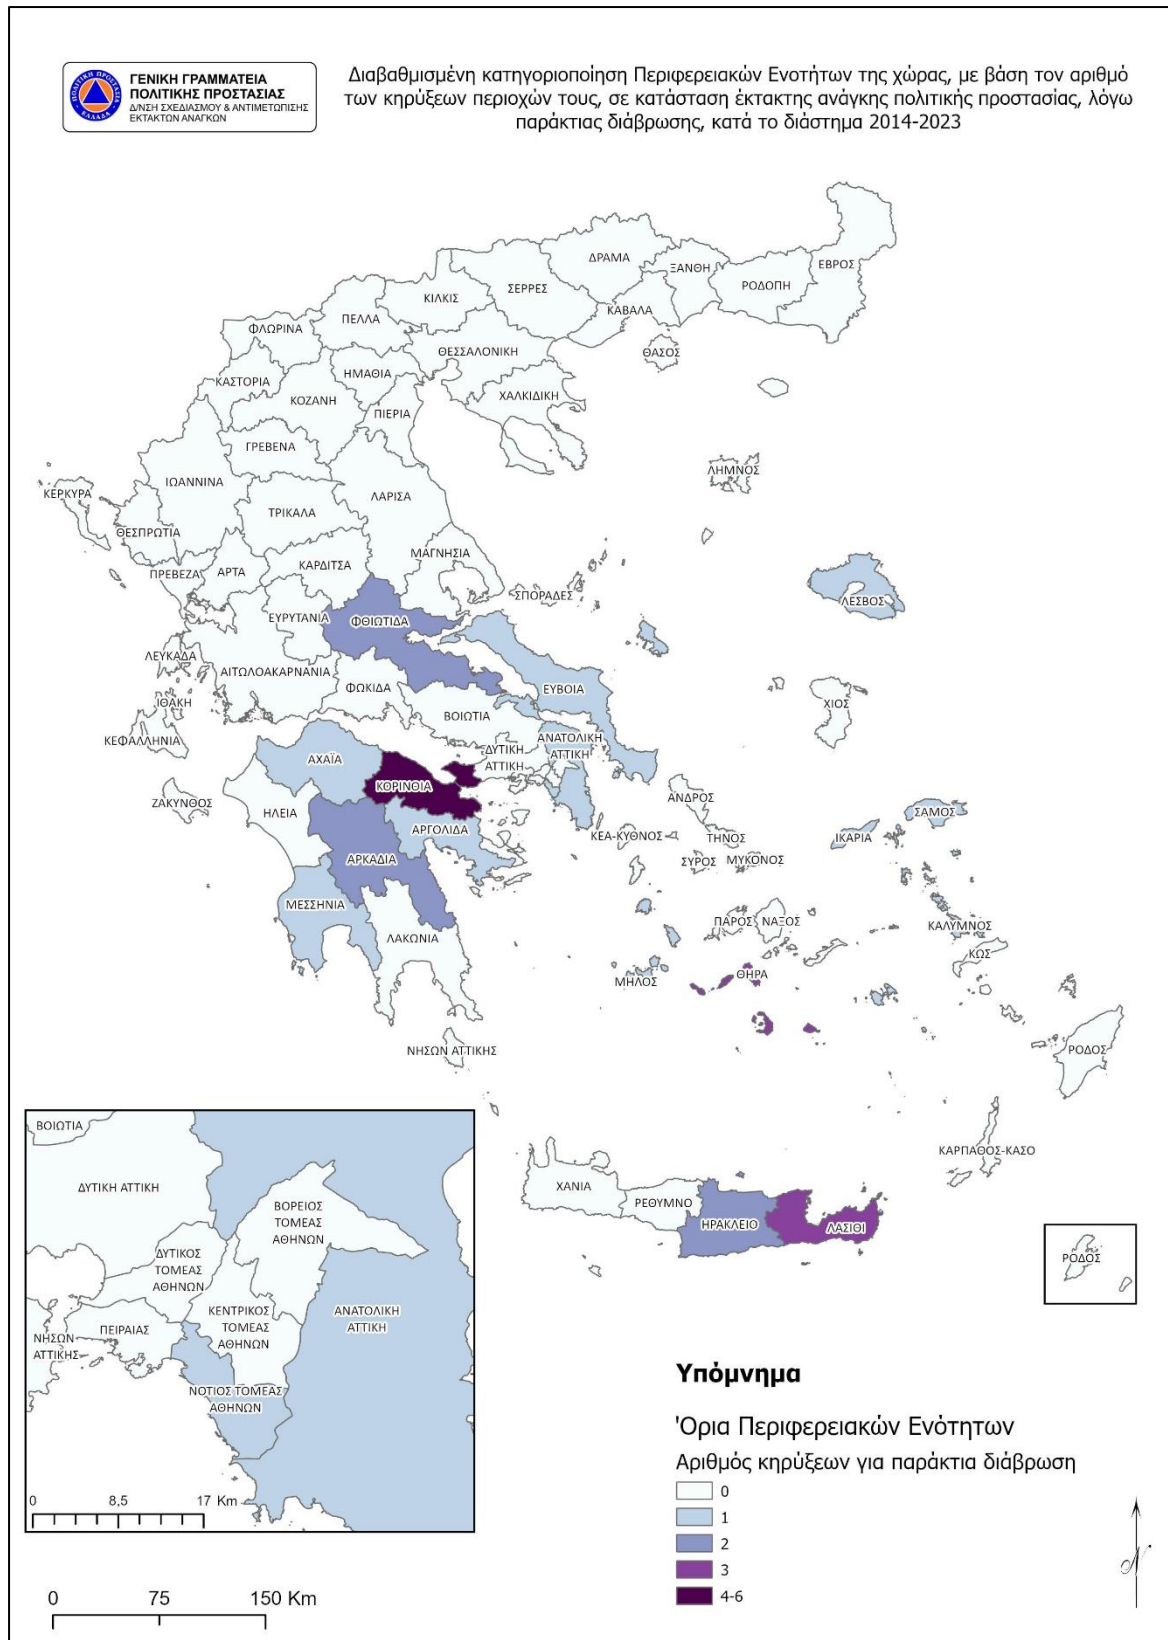 ΓΕΝΙΚΗ ΓΡΑΜΜΑΤΕΙΑ
ΠΟΛΙΤΙΚΗΣ ΠΡΟΣΤΑΣΙΑΣ
Δ/ΝΣΗ ΣΧΕΔΙΑΣΜΟΥ & ΑΝΤΙΜΕΤΩΠΙΣΗΣ
ΕΚΤΑΚΤΩΝ ΑΝΑΓΚΩΝ
ΠΟΛΙΤΙΚΗ ΠΡΟΣΤΑΣΙΑ
ΕΛΛΑΔΑ
Διαβαθμισμένη κατηγοριοποίηση Περιφερειακών Ενοτήτων της χώρας, με βάση τον αριθμό
των κηρύξεων περιοχών τους, σε κατάσταση έκτακτης ανάγκης πολιτικής προστασίας, λόγω
παράκτιας διάβρωσης, κατά το διάστημα 2014-2023
ΔΡΑΜΑ
ΞΑΝΘΗ
ΕΒΡΟΣ
ΡΟΔΟΠΗ
ΣΕΡΡΕΣ
ΚΙΛΚΙΣ
ΚΑΒΑΛΑ
ΠΕΛΛΑ
ΦΛΩΡΙΝΑ
ΘΕΣΣΑΛΟΝΙΚΗ
ΘΑΣΟΣ
ΗΜΑΘΙΑ
ΚΑΣΤΟΡΙΑ
ΧΑΛΚΙΔΙΚΗ
ΚΟΖΑΝΗ
ΠΙΕΡΙΑ
ΓΡΕΒΕΝΑ
ΛΗΜΝΟΣ
ΙΩΑΝΝΙΝΑ
ΚΕΡΚΥΡΑ
ΛΑΡΙΣΑ
ΤΡΙΚΑΛΑ
ΘΕΣΠΡΩΤΙΑ
ΜΑΓΝΗΣΙΑ
ΚΑΡΔΙΤΣΑ
ΠΡΕΒΕΖΑ
ΑΡΤΑ
ΣΠΟΡΑΔΕΣ
ΛΕΣΒΟΣ
ΕΥΡΥΤΑΝΙΑ
ΦΘΙΩΤΙΔΑ
ΛΕΥΚΑΔΑ
ΑΙΤΩΛΟΑΚΑΡΝΑΝΙΑ
ΦΩΚΙΔΑ
ΕΥΒΟΙΑ
ΙΘΑΚΗ
ΧΙΟΣ
ΒΟΙΩΤΙΑ
ΚΕΦΑΛΛΗΝΙΑ
ΔΥΤΙΚΗ
ΑΤΤΙΚΗ
ΑΝΑΤΟΛΙΚΗ
ΑΤΤΙΚΗ
ΑΧΑΪΑ
ΚΟΡΙΝΘΙΑ
ΖΑΚΥΝΘΟΣ
ΑΝΔΡΟΣ
ΗΛΕΙΑ
ΣΑΜΟΣ
ΑΡΓΟΛΙΔΑ
ΚΕΑ-ΚΥΘΝΟΣ
ΤΗΝΟΣ
ΙΚΑΡΙΑ
ΑΡΚΑΔΙΑ
ΣΥΡΟΣ
ΜΥΚΟΝΟΣ
ΜΕΣΣΗΝΙΑ
ΠΑΡΟΣ
ΝΑΞΟΣ
ΚΑΛΥΜΝΟΣ
ΛΑΚΩΝΙΑ
ΚΩΣ
ΜΗΛΟΣ
ΘΗΡΑ
ΝΗΣΩΝ ΑΤΤΙΚΗΣ
ΡΟΔΟΣ
ΚΑΡΠΑΘΟΣ-ΚΑΣΟ
ΧΑΝΙΑ
ΡΕΘΥΜΝΟ
ΗΡΑΚΛΕΙΟ
ΛΑΣΙΘΙ
ΡΟΔΟΣ
ΒΟΙΩΤΙΑ
ΔΥΤΙΚΗ ΑΤΤΙΚΗ
ΒΟΡΕΙΟΣ
ΤΟΜΕΑΣ
ΑΘΗΝΩΝ
ΔΥΤΙΚΟΣ
ΤΟΜΕΑΣ
ΑΘΗΝΩΝ
ΚΕΝΤΡΙΚΟΣ
ΤΟΜΕΑΣ
ΑΘΗΝΩΝ
ΑΝΑΤΟΛΙΚΗ
ΑΤΤΙΚΗ
ΠΕΙΡΑΙΑΣ
ΝΗΣΩΝ
ΑΤΤΙΚΗΣ
ΝΟΤΙΟΣ ΤΟΜΕΑΣ
ΑΘΗΝΩΝ
0 8,5 17 Km
0 75 150 Km
Υπόμνημα
'Ορια Περιφερειακών Ενότητων
Αριθμός κηρύξεων για παράκτια διάβρωση
0
1
2
3
4-6
N